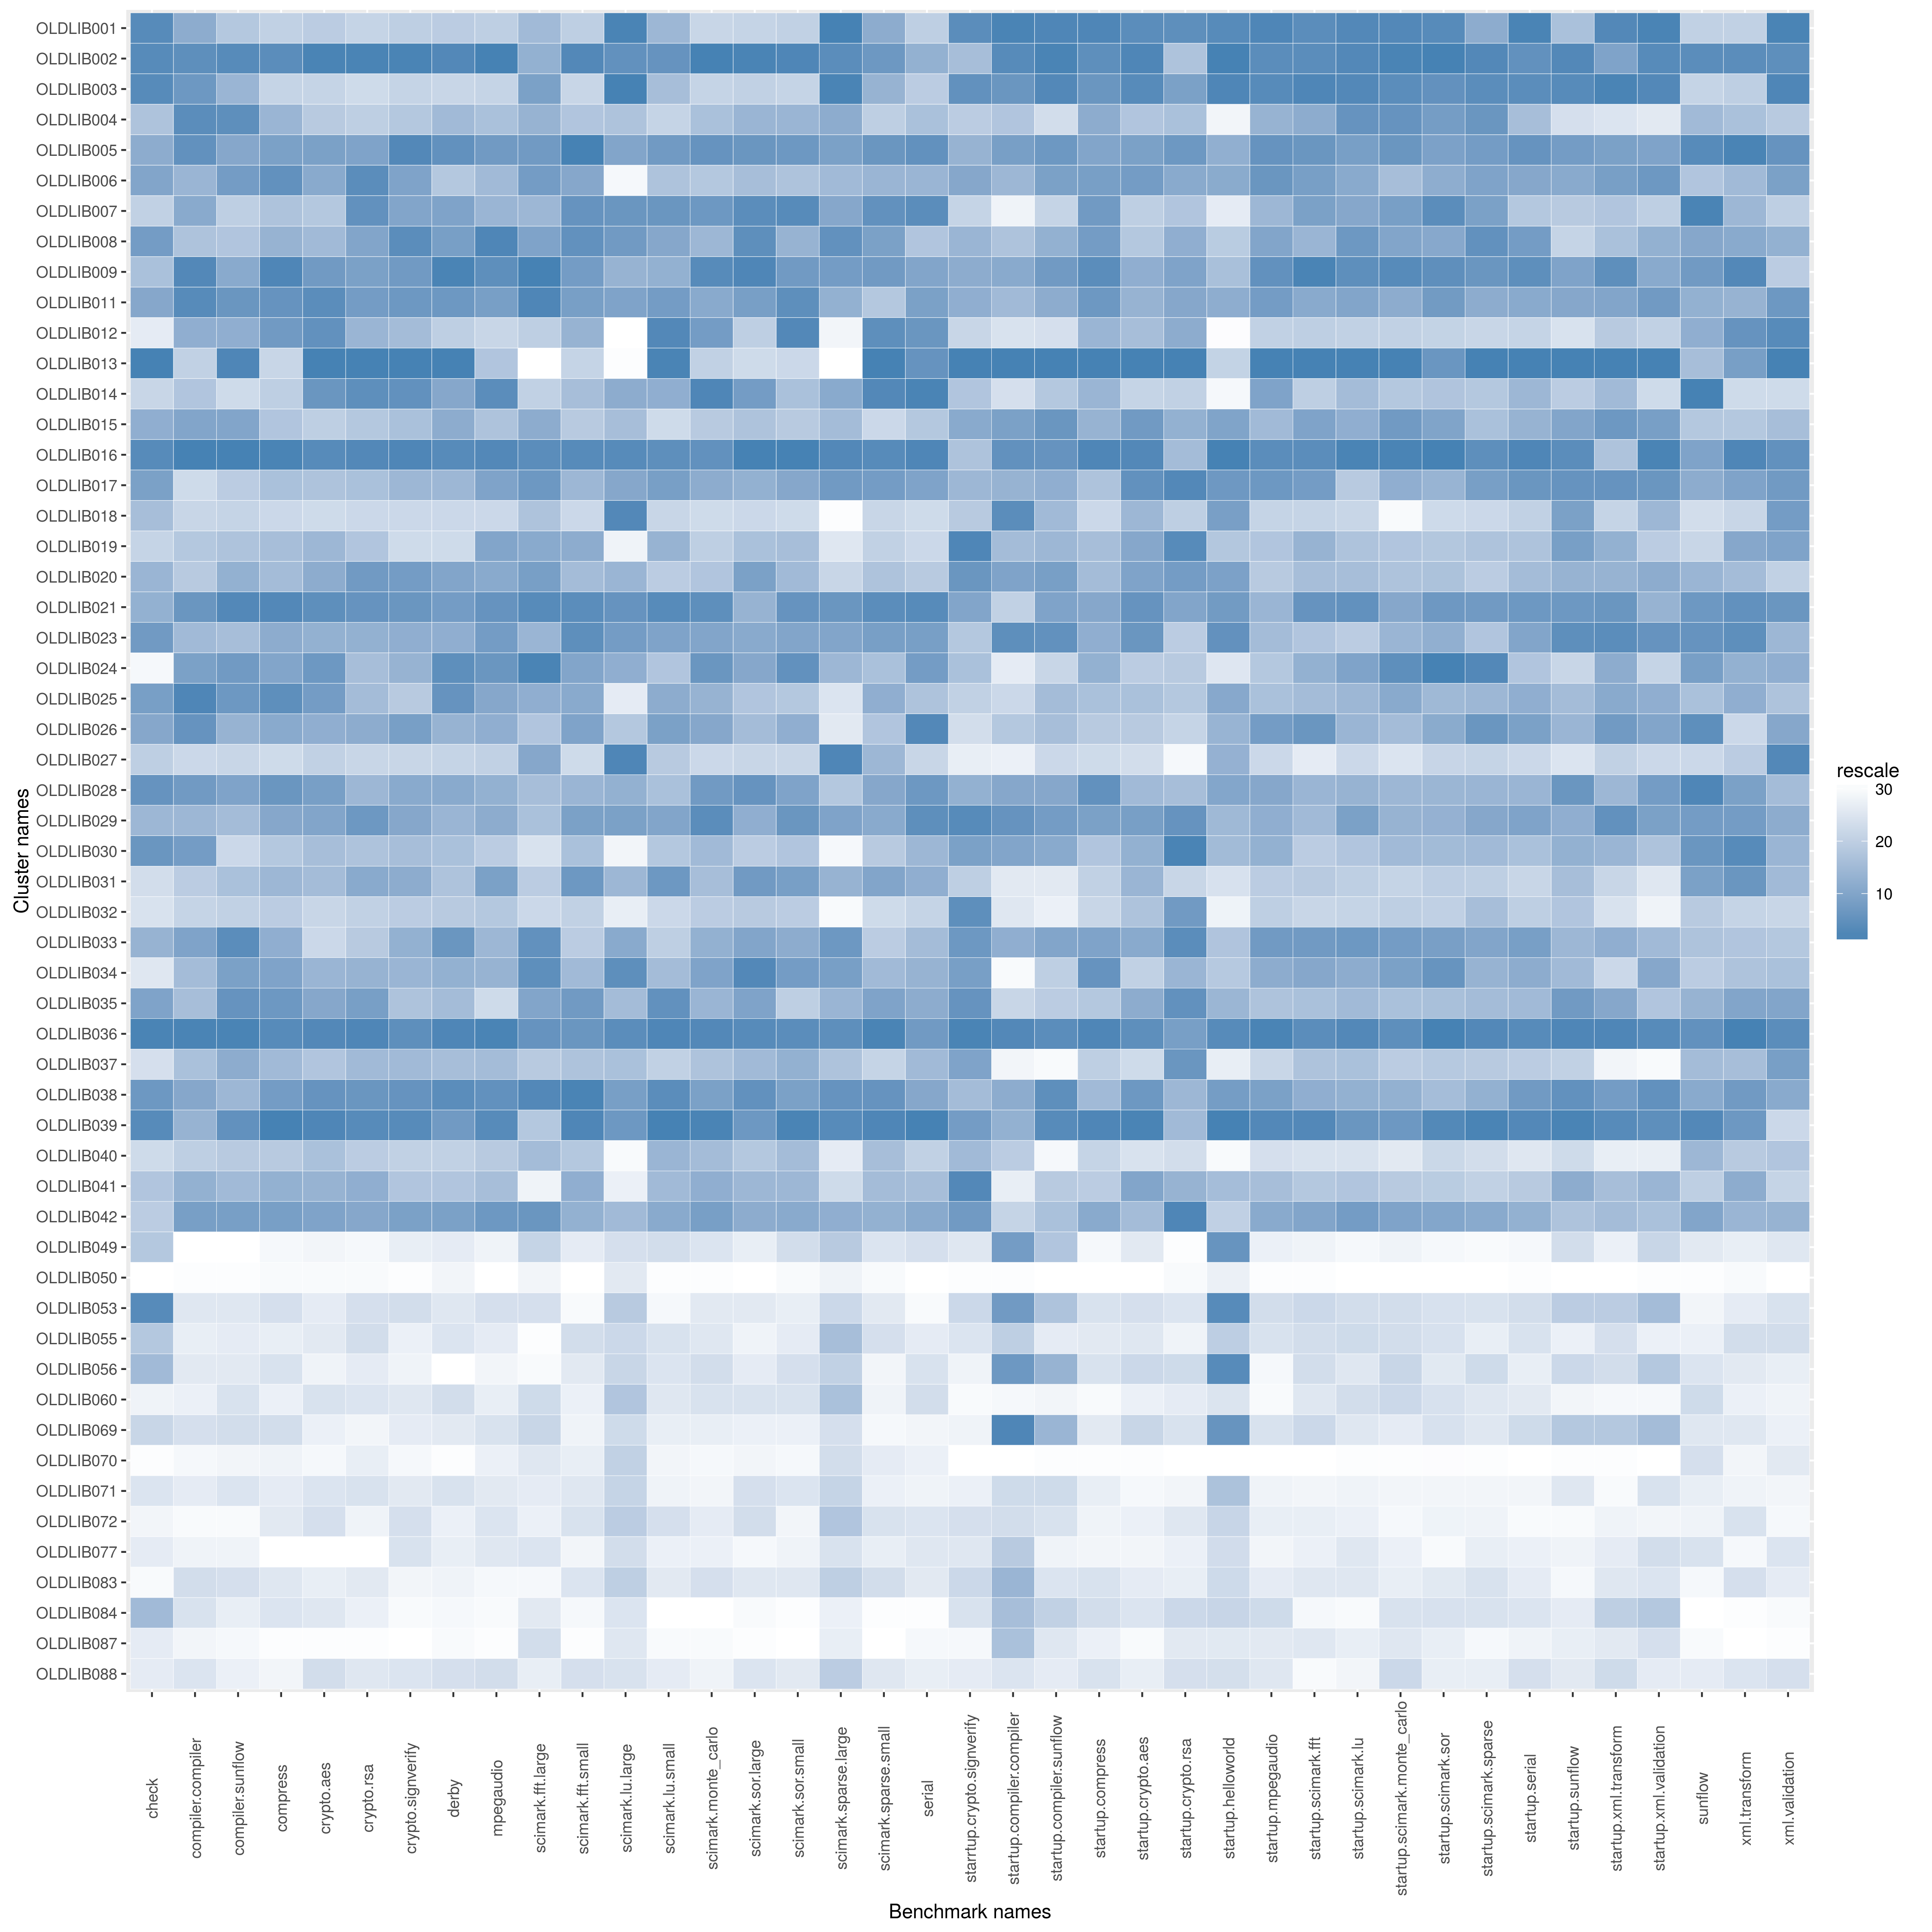 OLDLIB001
OLDLIB002
OLDLIB003
OLDLIB004
OLDLIB005
OLDLIB006
OLDLIB007
OLDLIB008
OLDLIB009
OLDLIB011
OLDLIB012
OLDLIB013
OLDLIB014
OLDLIB015
OLDLIB016
OLDLIB017
OLDLIB018
OLDLIB019
OLDLIB020
OLDLIB021
OLDLIB023
OLDLIB024
OLDLIB025
OLDLIB026
OLDLIB027
OLDLIB028
OLDLIB029
OLDLIB030
OLDLIB031
OLDLIB032
OLDLIB033
OLDLIB034
OLDLIB035
OLDLIB036
OLDLIB037
OLDLIB038
OLDLIB039
OLDLIB040
OLDLIB041
OLDLIB042
OLDLIB049
OLDLIB050
OLDLIB053
OLDLIB055
OLDLIB056
OLDLIB060
OLDLIB069
OLDLIB070
OLDLIB071
OLDLIB072
OLDLIB077
OLDLIB083
OLDLIB084
OLDLIB087
OLDLIB088
Cluster names
check
compiler.compiler
compiler.sunflow
compress
crypto.aes
crypto.rsa
crypto.signverify
derby
mpegaudio
scimark.fft.large
scimark.fft.small
scimark.lu.large
scimark.lu.small
scimark.monte_carlo
scimark.sor.large
scimark.sor.small
scimark.sparse.large
scimark.sparse.small
serial
starrtup.crypto.signverify
startup.compiler.compiler
startup.compiler.sunflow
startup.compress
startup.crypto.aes
startup.crypto.rsa
startup.helloworld
startup.mpegaudio
startup.scimark.fft
startup.scimark.lu
startup.scimark.monte_carlo
startup.scimark.sor
startup.scimark.sparse
startup.serial
startup.sunflow
startup.xml.transform
startup.xml.validation
sunflow
xml.transform
xml.validation
Benchmark names
rescale
30
20
10